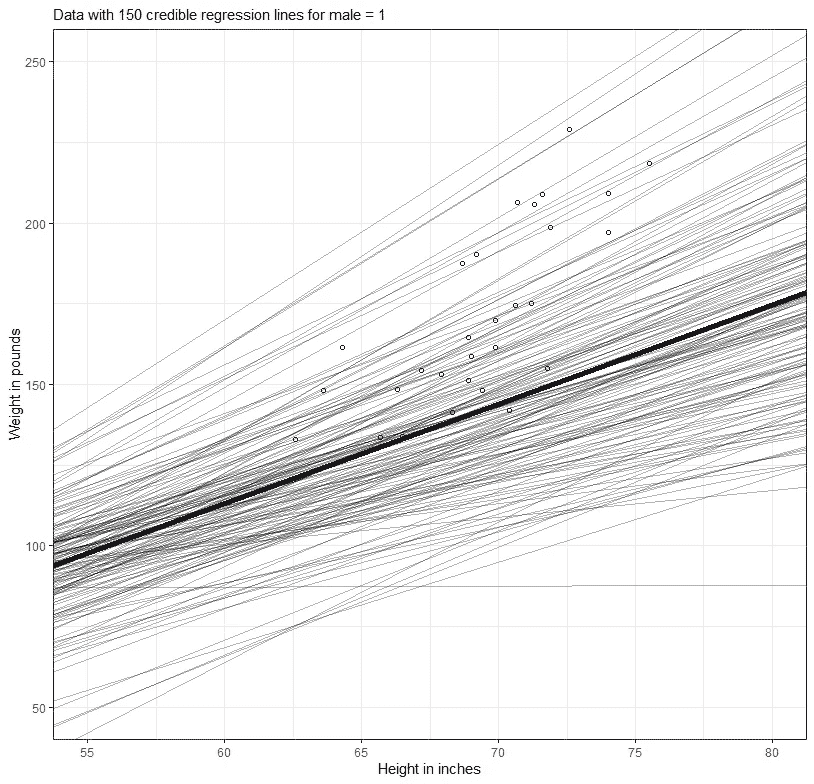 Data with 150 credible regression lines for male = 1
250
200
150
100
50
Weight in pounds
55 60 65 70 75 80
Height in inches